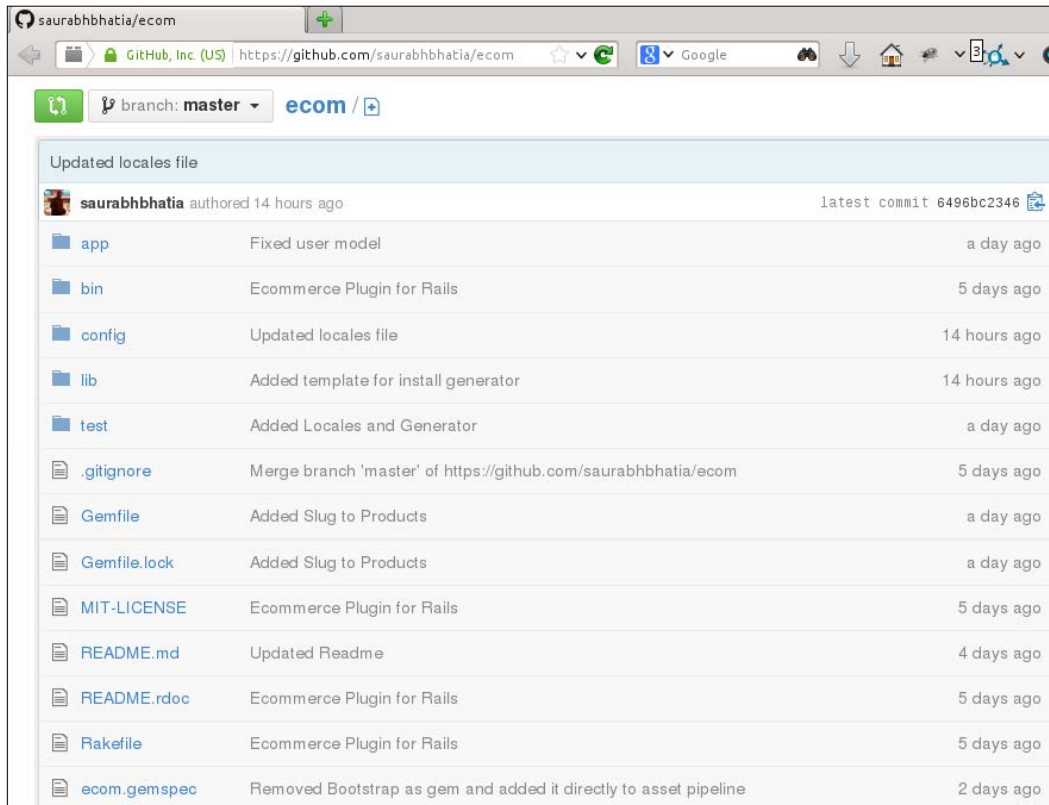 saurabhbhatia/ecom
GitHub, Inc. (US) https://github.com/saurabhbhatia/ecom 8 Google 3
branch: master ecom /
Updated locales file
saurabhbhatia authored 14 hours ago latest commit 6496bc2346
app Fixed user model a day ago
bin Ecommerce Plugin for Rails 5 days ago
config Updated locales file 14 hours ago
lib Added template for install generator 14 hours ago
test Added Locales and Generator a day ago
.gitignore Merge branch 'master' of https://github.com/saurabhbhatia/ecom 5 days ago
Gemfile Added Slug to Products a day ago
Gemfile.lock Added Slug to Products a day ago
MIT-LICENSE Ecommerce Plugin for Rails 5 days ago
README.md Updated Readme 4 days ago
README.rdoc Ecommerce Plugin for Rails 5 days ago
Rakefile Ecommerce Plugin for Rails 5 days ago
ecom.gemspec Removed Bootstrap as gem and added it directly to asset pipeline 2 days ago